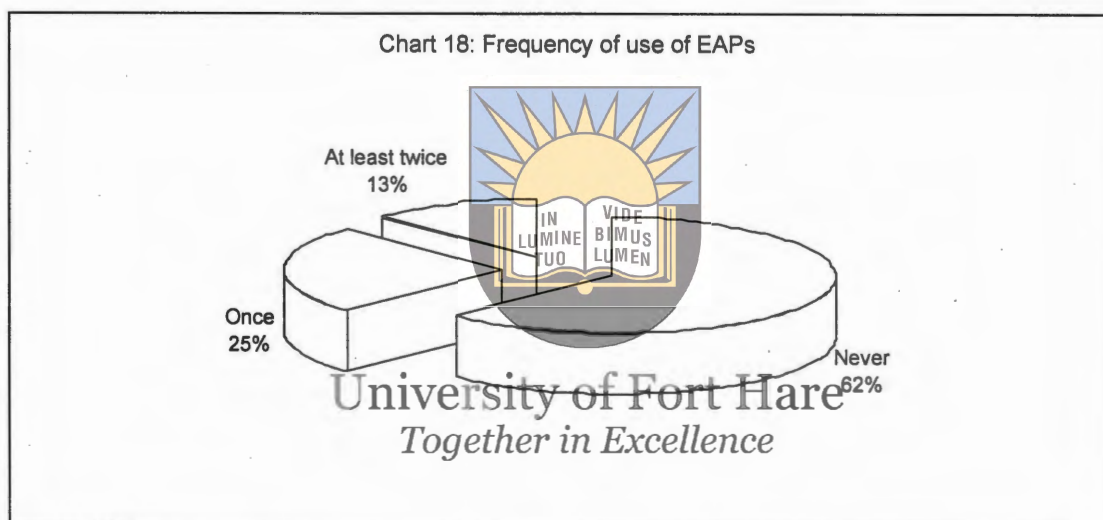 Chart 18: Frequency of use of EAPs
At least twice
13%
IN
LUMINE
TUO
VIDE
BIMUS
LUMEN
Once
25%
Never
62%
University of Fort Hare
Together in Excellence